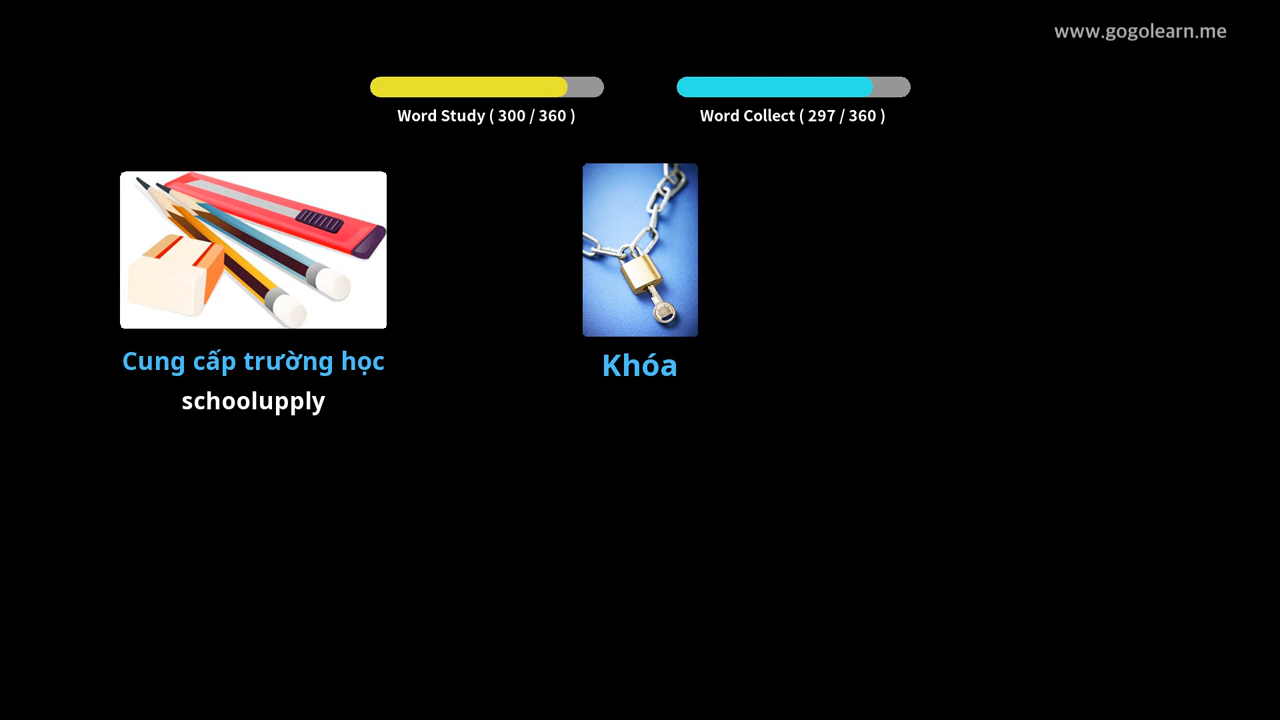 www.gogolearn.me
Word Study ( 300 / 360 )
Word Collect ( 297 / 360 )
Cung cấp trường học
schoolupply
Khóa